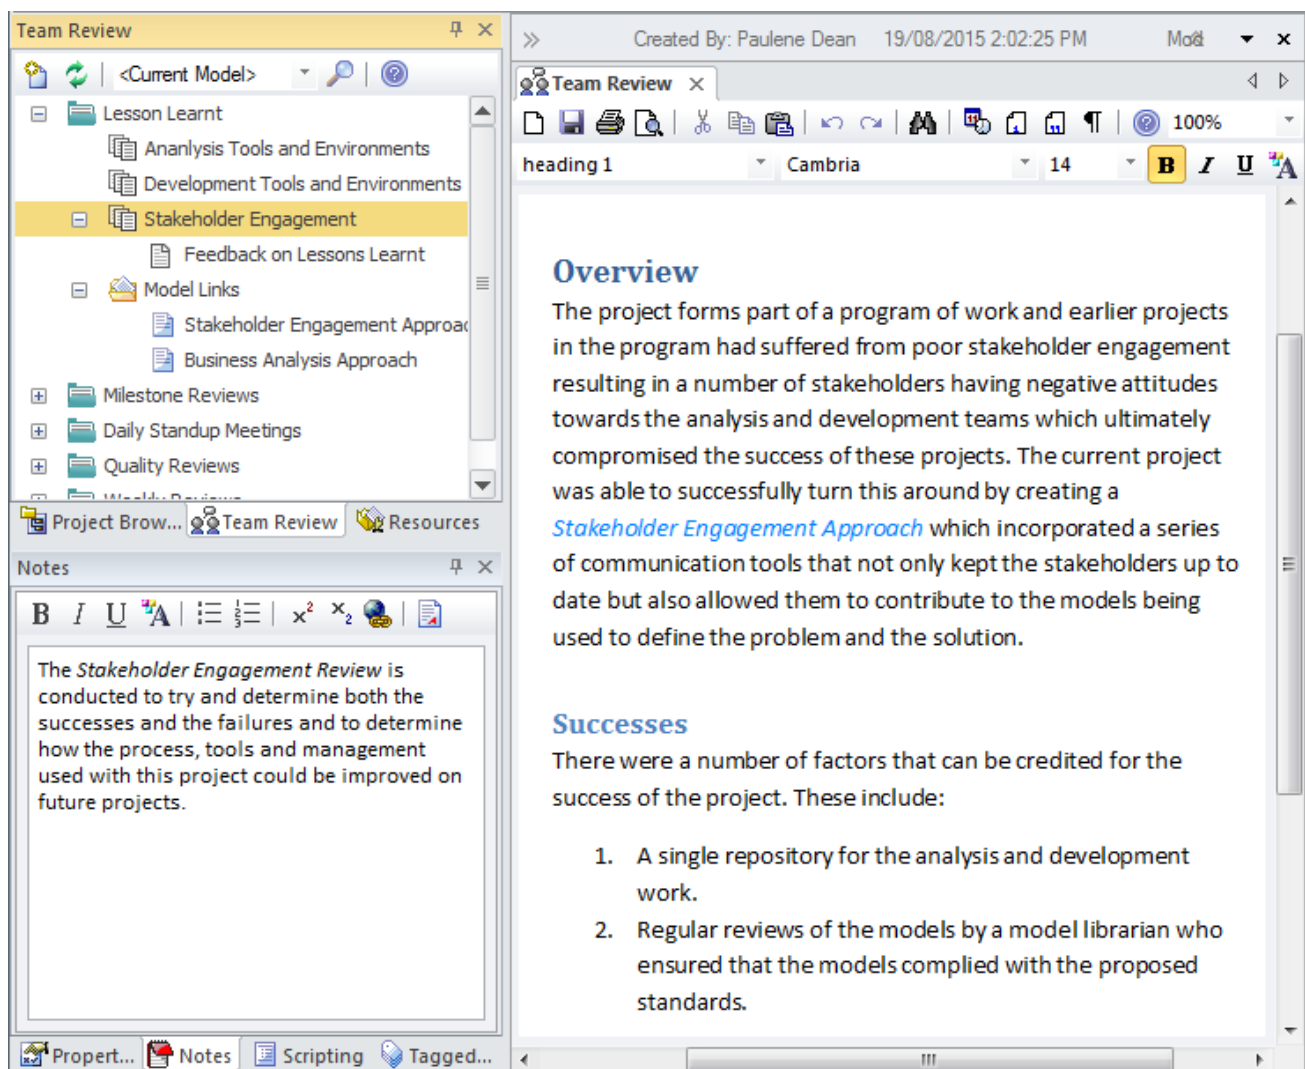 Team Review
<Current Model>
Lesson Learnt
Ananlysis Tools and Environments
Development Tools and Environments
Stakeholder Engagement
Feedback on Lessons Learnt
Model Links
Stakeholder Engagement Approac
Business Analysis Approach
Milestone Reviews
Daily Standup Meetings
Quality Reviews
Weekly Reviews
Project Brow... Team Review Resources
Notes
B I U A x² x₂
The Stakeholder Engagement Review is
conducted to try and determine both the
successes and the failures and to determine
how the process, tools and management
used with this project could be improved on
future projects.
Propert... Notes Scripting Tagged...
Created By: Paulene Dean 19/08/2015 2:02:25 PM
Team Review
100%
heading 1 Cambria 14 B I U A
Overview
The project forms part of a program of work and earlier projects
in the program had suffered from poor stakeholder engagement
resulting in a number of stakeholders having negative attitudes
towards the analysis and development teams which ultimately
compromised the success of these projects. The current project
was able to successfully turn this around by creating a
Stakeholder Engagement Approach which incorporated a series
of communication tools that not only kept the stakeholders up to
date but also allowed them to contribute to the models being
used to define the problem and the solution.
Successes
There were a number of factors that can be credited for the
success of the project. These include:
1. A single repository for the analysis and development
work.
2. Regular reviews of the models by a model librarian who
ensured that the models complied with the proposed
standards.